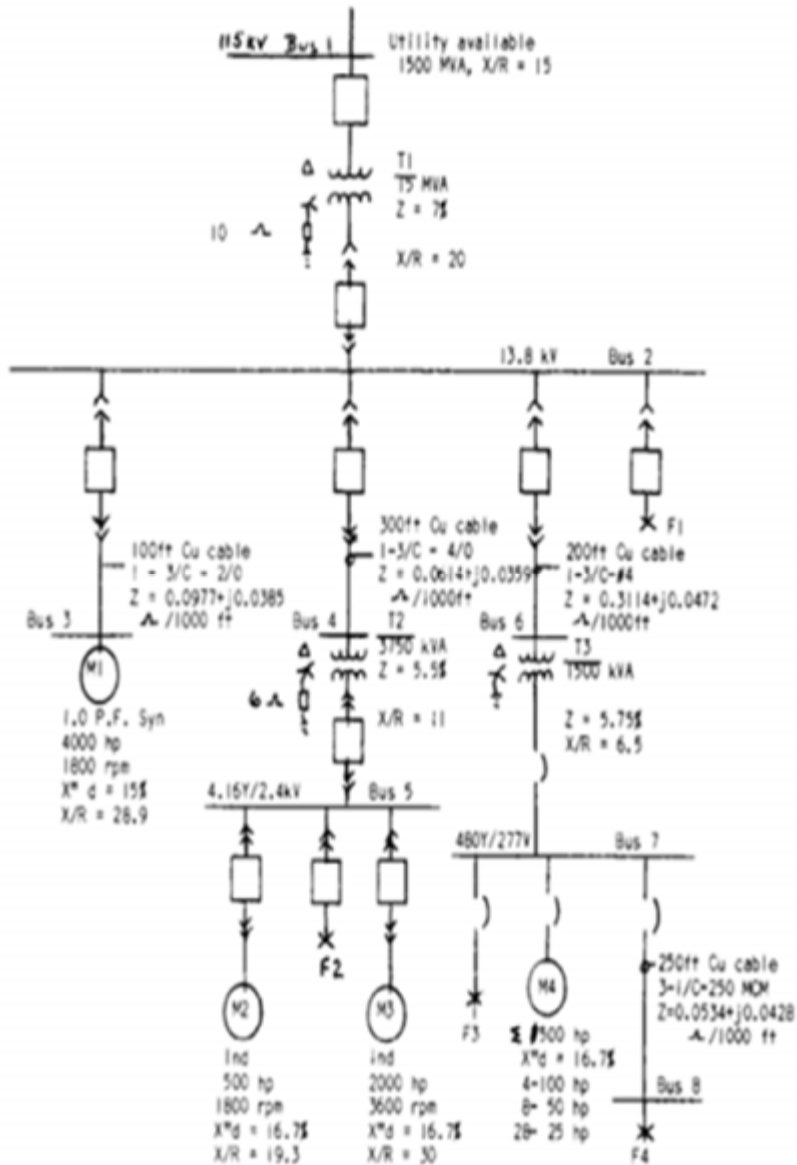 115kV Bus 1
Utility available
1500 MVA, X/R = 15
Δ
T1
15 MVA
Z = 7%
10
X/R = 20
13.8 kV Bus 2
F1
100ft Cu cable
1 - 3/C - 2/0
Z = 0.0977+j0.0385
/1000 ft
300ft Cu cable
1-3/C - 4/0
Z = 0.0614+j0.0359
/1000ft
200ft Cu cable
1-3/C-#4
Z = 0.3114+j0.0472
/1000ft
Bus 3
M1
1.0 P.F. Syn
4000 hp
1800 rpm
X" d = 15%
X/R = 28.9
Bus 4
Δ
T2
3750 kVA
Z = 5.5%
6
X/R = 11
Bus 6
Δ
T3
1500 kVA
Z = 5.75%
X/R = 6.5
4.16Y/2.4kV Bus 5
480Y/277V Bus 7
F2
M2
Ind
500 hp
1800 rpm
X"d = 16.7%
X/R = 19.3
M3
ind
2000 hp
3600 rpm
X"d = 16.7%
X/R = 30
F3
M4
Σ 1500 hp
X"d = 16.7%
4-100 hp
8- 50 hp
28- 25 hp
250ft Cu cable
3-1/C-250 MCM
Z=0.0534+j0.0428
/1000 ft
Bus 8
F4